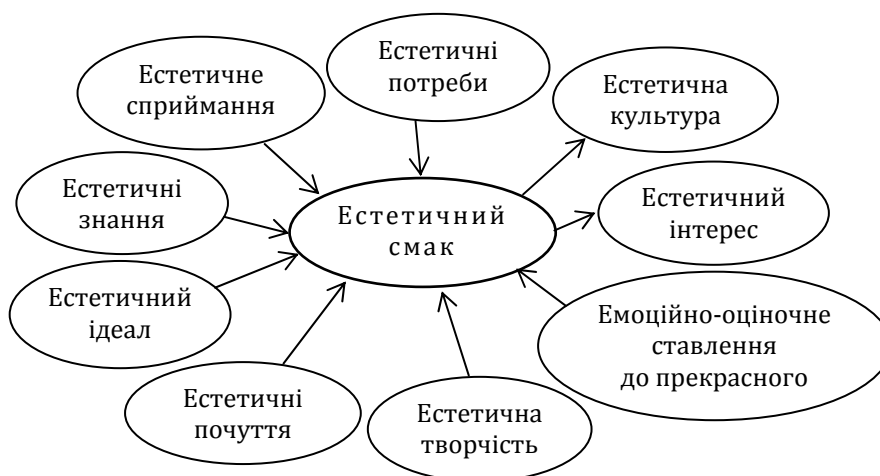 Естетичне
сприймання
Естетичні
потреби
Естетична
культура
Естетичні
знання
Естетичний
смак
Естетичний
інтерес
Естетичний
ідеал
Емоційно-оціночне
ставлення
до прекрасного
Естетичні
почуття
Естетична
творчість